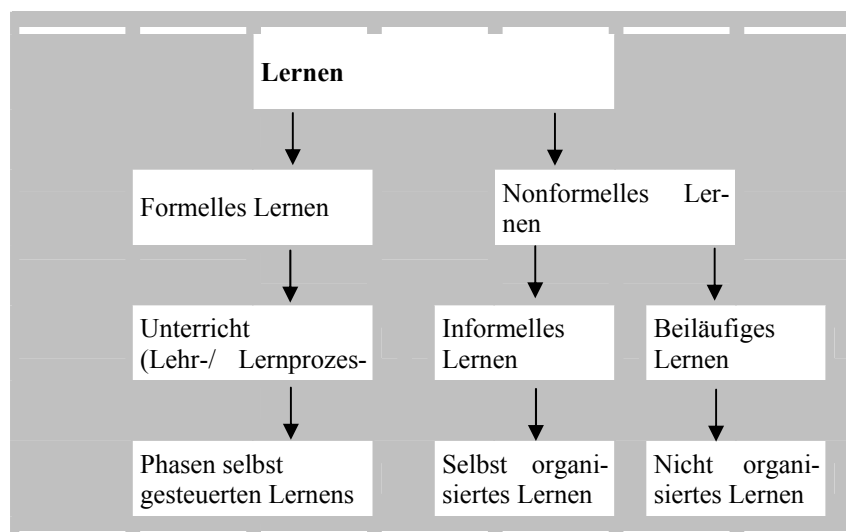 Lernen
Formelles Lernen
Nonformelles Ler-
nen
Unterricht
(Lehr-/ Lernprozes-
Informelles
Lernen
Beiläufiges
Lernen
Phasen selbst
gesteuerten Lernens
Selbst organi-
siertes Lernen
Nicht organi-
siertes Lernen